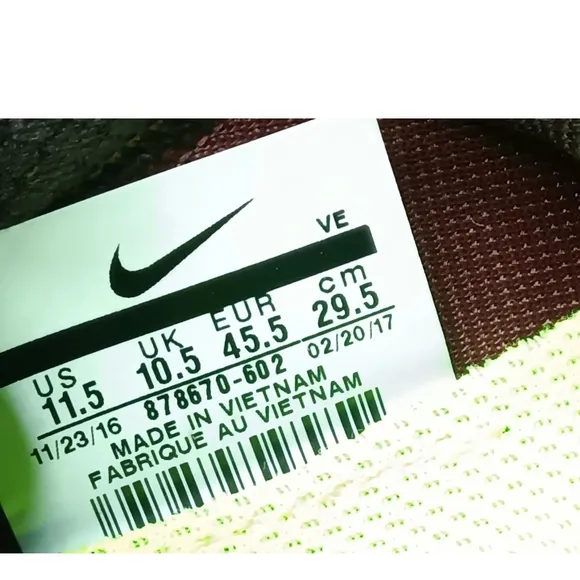 VE
US UK EUR cm
11.5 10.5 45.5 29.5
11/23/16 878670-602 02/20/17
MADE IN VIETNAM
FABRIQUE AU VIETNAM